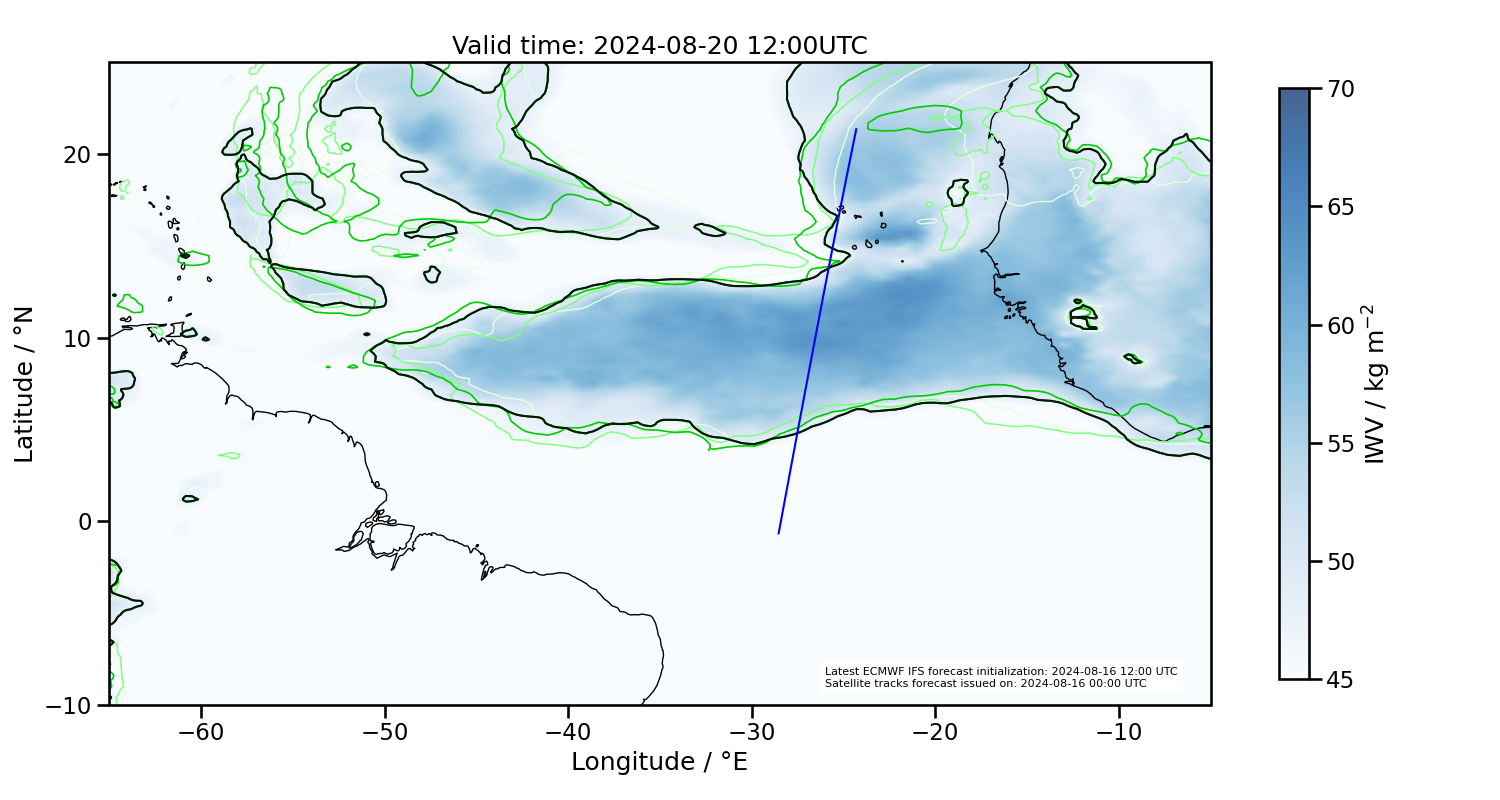 Valid time: 2024-08-20 12:00UTC
20
10
0
−10
Latitude / °N
−60
−50
−40
−30
−20
−10
Longitude / °E
Latest ECMWF IFS forecast initialization: 2024-08-16 12:00 UTC
Satellite tracks forecast issued on: 2024-08-16 00:00 UTC
70
65
60
55
50
45
IWV / kg m⁻²